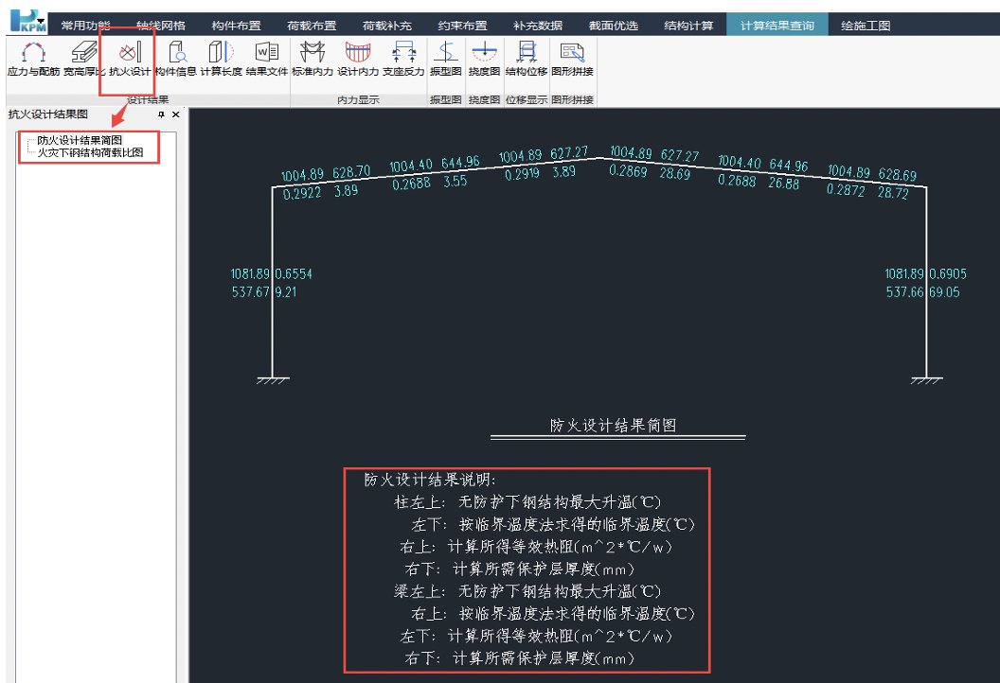 PKPM
常用功能 轴线网格 构件布置 荷载布置 荷载补充 约束布置 补充数据 截面优选 结构计算 计算结果查询 绘施工图
应力与配筋 宽高厚比 抗火设计 构件信息 计算长度 结果文件 标准内力 设计内力 支座反力 振型图 挠度图 结构位移 图形拼接
设计结果 内力显示 振型图 挠度图 位移显示 图形拼接
抗火设计结果图
防火设计结果简图
火灾下钢结构荷载比图
1004.89 628.70 1004.40 644.96 1004.89 627.27 1004.89 627.27 1004.40 644.96 1004.89 628.69
0.2922 3.89 0.2688 3.55 0.2919 3.89 0.2869 28.69 0.2688 26.88 0.2872 28.72
1081.89 0.6554 1081.89 0.6905
537.67 9.21 537.66 69.05
防火设计结果简图
防火设计结果说明:
柱左上: 无防护下钢结构最大升温(℃)
左下: 按临界温度法求得的临界温度(℃)
右上: 计算所得等效热阻(m^2*℃/w)
右下: 计算所需保护层厚度(mm)
梁左上: 无防护下钢结构最大升温(℃)
右上: 按临界温度法求得的临界温度(℃)
左下: 计算所得等效热阻(m^2*℃/w)
右下: 计算所需保护层厚度(mm)